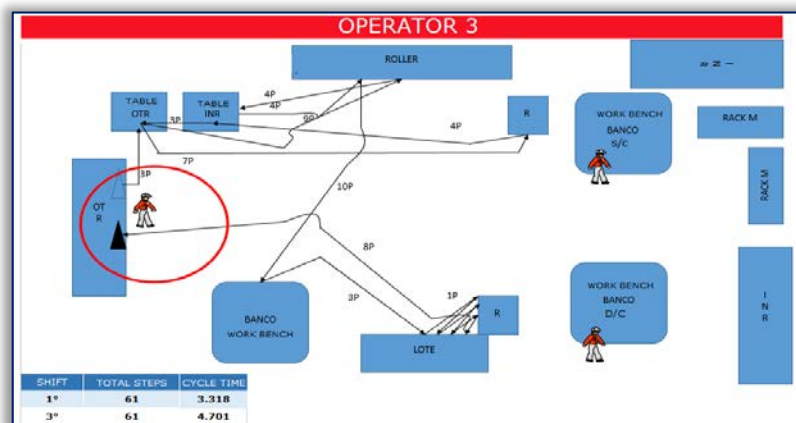 OPERATOR 3
ROLLER
TABLE
OTR
TABLE
INR
R
WORK BENCH
BANCO
S/C
RACK M
RACK M
4P
4P
9P
3P
4P
7P
3P
OT
R
10P
8P
3P
1P
BANCO
WORK BENCH
R
LOTE
WORK BENCH
BANCO
D/C
I
N
R
SHIFT TOTAL STEPS CYCLE TIME
1° 61 3.318
3° 61 4.701